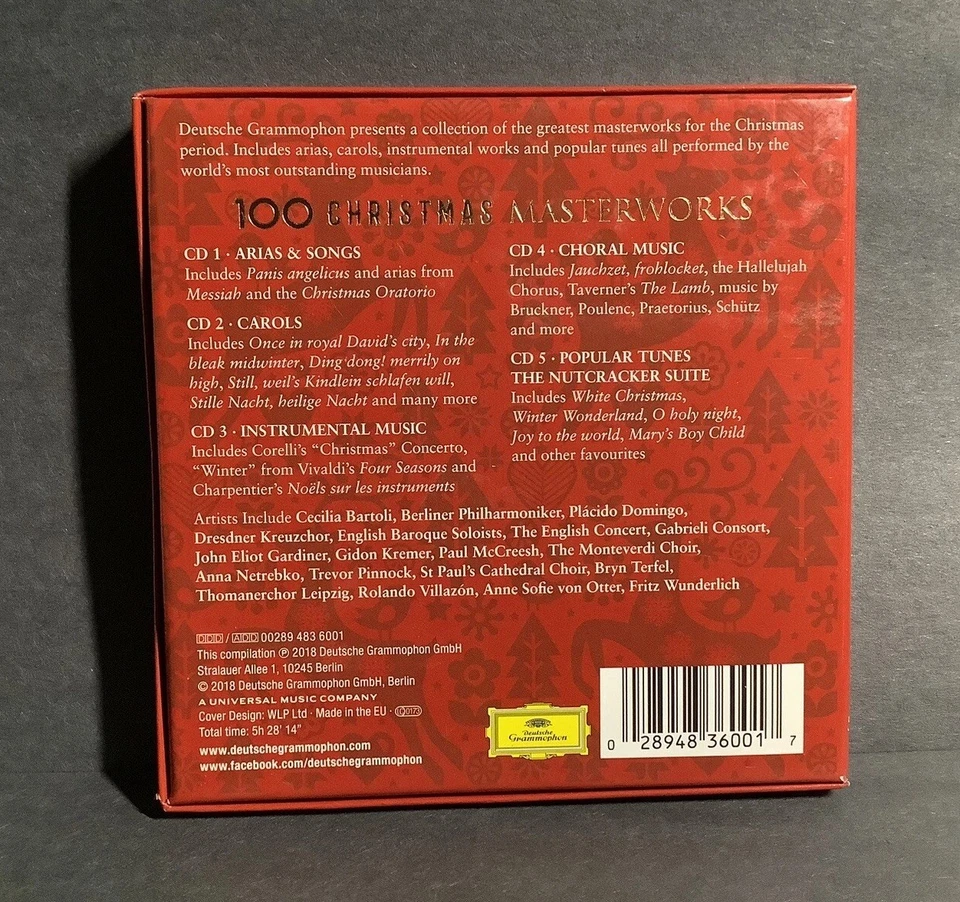 Deutsche Grammophon presents a collection of the greatest masterworks for the Christmas
period. Includes arias, carols, instrumental works and popular tunes all performed by the
world's most outstanding musicians.
100 CHRISTMAS MASTERWORKS
CD 1 · ARIAS & SONGS
Includes Panis angelicus and arias from
Messiah and the Christmas Oratorio
CD 2 · CAROLS
Includes Once in royal David's city, In the
bleak midwinter, Ding dong! merrily on
high, Still, weil's Kindlein schlafen will,
Stille Nacht, heilige Nacht and many more
CD 3 · INSTRUMENTAL MUSIC
Includes Corelli's “Christmas” Concerto,
“Winter” from Vivaldi's Four Seasons and
Charpentier's Noëls sur les instruments
CD 4 · CHORAL MUSIC
Includes Jauchzet, frohlocket, the Hallelujah
Chorus, Taverner's The Lamb, music by
Bruckner, Poulenc, Praetorius, Schütz
and more
CD 5 · POPULAR TUNES
THE NUTCRACKER SUITE
Includes White Christmas,
Winter Wonderland, O holy night,
Joy to the world, Mary's Boy Child
and other favourites
Artists Include Cecilia Bartoli, Berliner Philharmoniker, Plácido Domingo,
Dresdner Kreuzchor, English Baroque Soloists, The English Concert, Gabrieli Consort,
John Eliot Gardiner, Gidon Kremer, Paul McCreesh, The Monteverdi Choir,
Anna Netrebko, Trevor Pinnock, St Paul's Cathedral Choir, Bryn Terfel,
Thomanerchor Leipzig, Rolando Villazón, Anne Sofie von Otter, Fritz Wunderlich
DDD / ADD 00289 483 6001
This compilation ℗ 2018 Deutsche Grammophon GmbH
Stralauer Allee 1, 10245 Berlin
© 2018 Deutsche Grammophon GmbH, Berlin
A UNIVERSAL MUSIC COMPANY
Cover Design: WLP Ltd · Made in the EU · LC0173
Total time: 5h 28' 14"
www.deutschegrammophon.com
www.facebook.com/deutschegrammophon
Deutsche
Grammophon
0 28948 36001 7